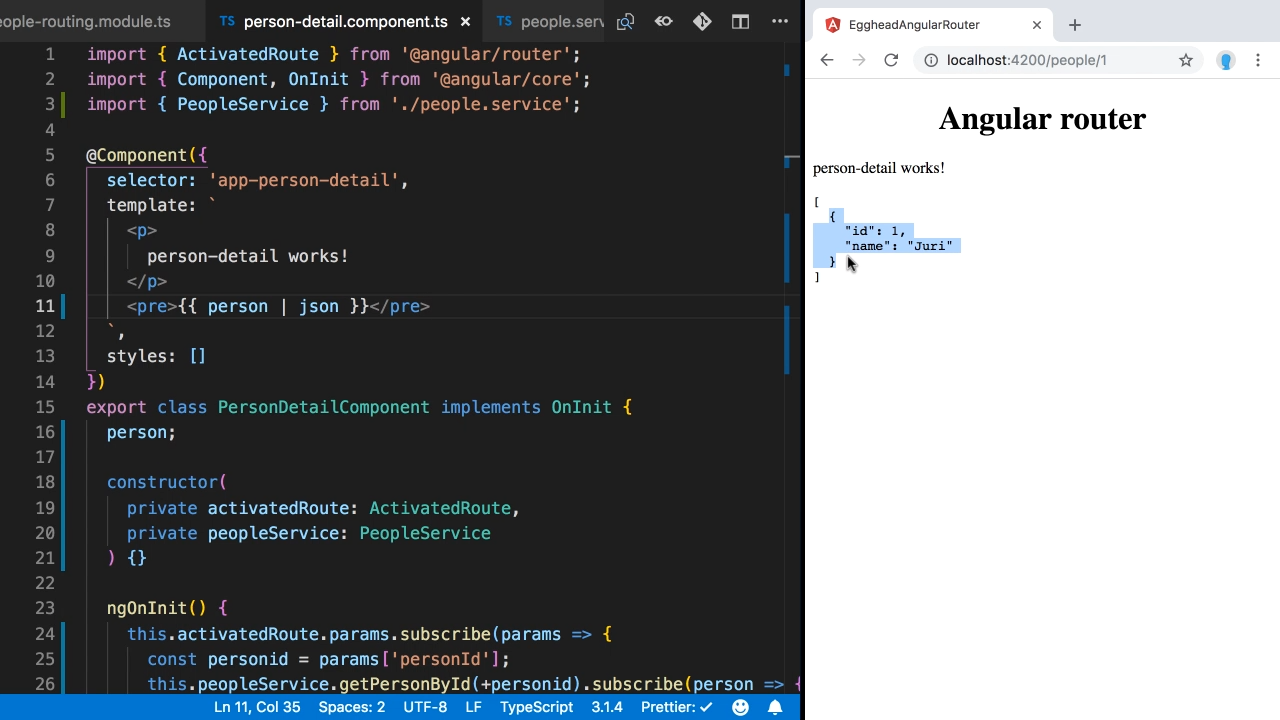 eople-routing.module.ts
TS person-detail.component.ts ×
TS people.serv
1 import { ActivatedRoute } from '@angular/router';
2 import { Component, OnInit } from '@angular/core';
3 import { PeopleService } from './people.service';
4
5 @Component({
6 selector: 'app-person-detail',
7 template: `
8 <p>
9 person-detail works!
10 </p>
11 <pre>{{ person | json }}</pre>
12 `,
13 styles: []
14 })
15 export class PersonDetailComponent implements OnInit {
16 person;
17
18 constructor(
19 private activatedRoute: ActivatedRoute,
20 private peopleService: PeopleService
21 ) {}
22
23 ngOnInit() {
24 this.activatedRoute.params.subscribe(params => {
25 const personid = params['personId'];
26 this.peopleService.getPersonById(+personid).subscribe(person => {
Ln 11, Col 35 Spaces: 2 UTF-8 LF TypeScript 3.1.4 Prettier: ✓
EggheadAngularRouter
localhost:4200/people/1
Angular router
person-detail works!
[
{
"id": 1,
"name": "Juri"
}
]